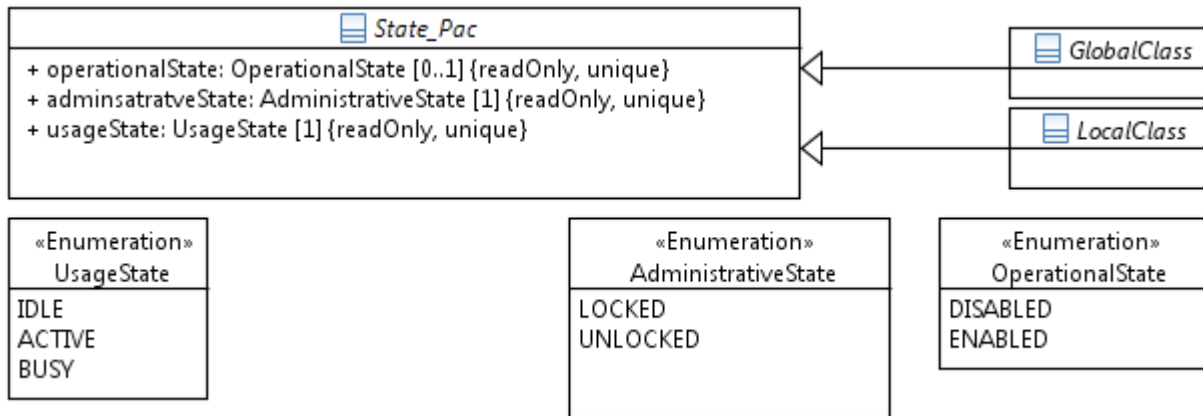 State_Pac
+ operationalState: OperationalState [0..1] {readOnly, unique}
+ adminsatratveState: AdministrativeState [1] {readOnly, unique}
+ usageState: UsageState [1] {readOnly, unique}
GlobalClass
LocalClass
«Enumeration»
UsageState
IDLE
ACTIVE
BUSY
«Enumeration»
AdministrativeState
LOCKED
UNLOCKED
«Enumeration»
OperationalState
DISABLED
ENABLED